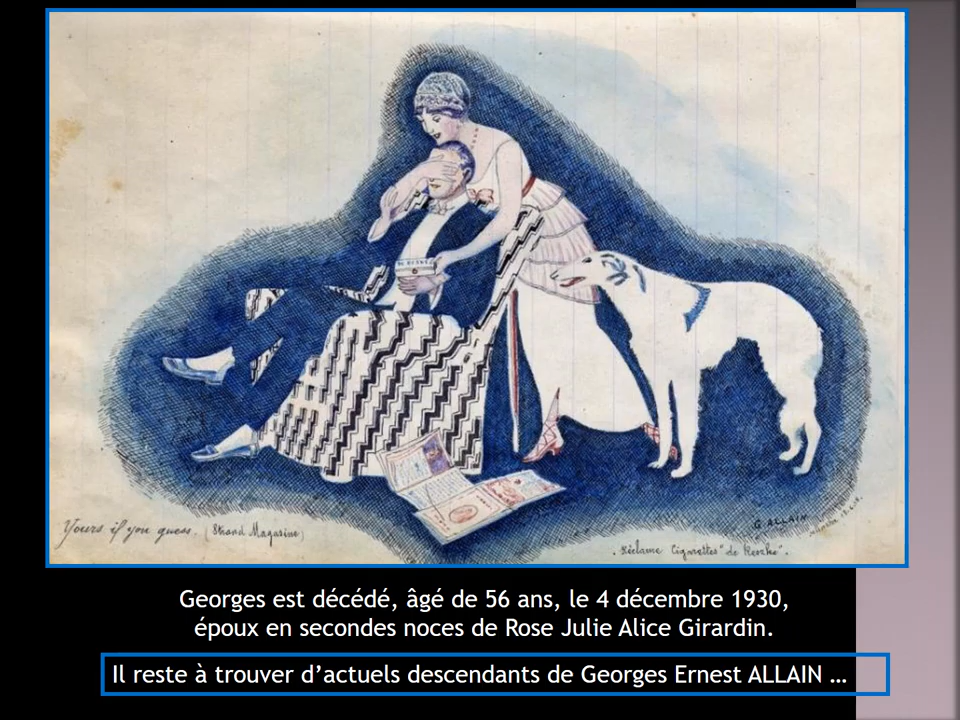 Yours if you guess. (Strand Magazine)
G. ALLAIN
. Réclame Cigarettes "de Reszke".
Georges est décédé, âgé de 56 ans, le 4 décembre 1930,
époux en secondes noces de Rose Julie Alice Girardin.
Il reste à trouver d’actuels descendants de Georges Ernest ALLAIN …